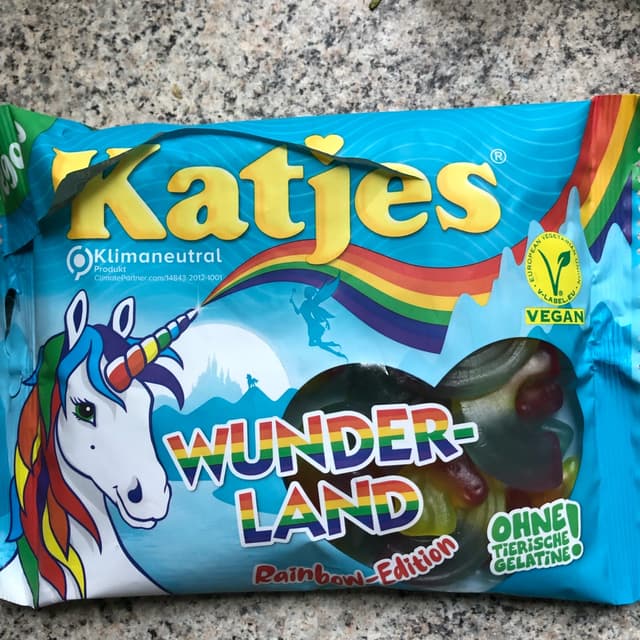 Katjes®
Klimaneutral
Produkt
ClimatePartner.com/14843-2012-1001
EUROPEAN VEGETARIAN
V-LABEL.EU
VEGAN
WUNDER-
LAND
Rainbow-Edition
OHNE
TIERISCHE
GELATINE!